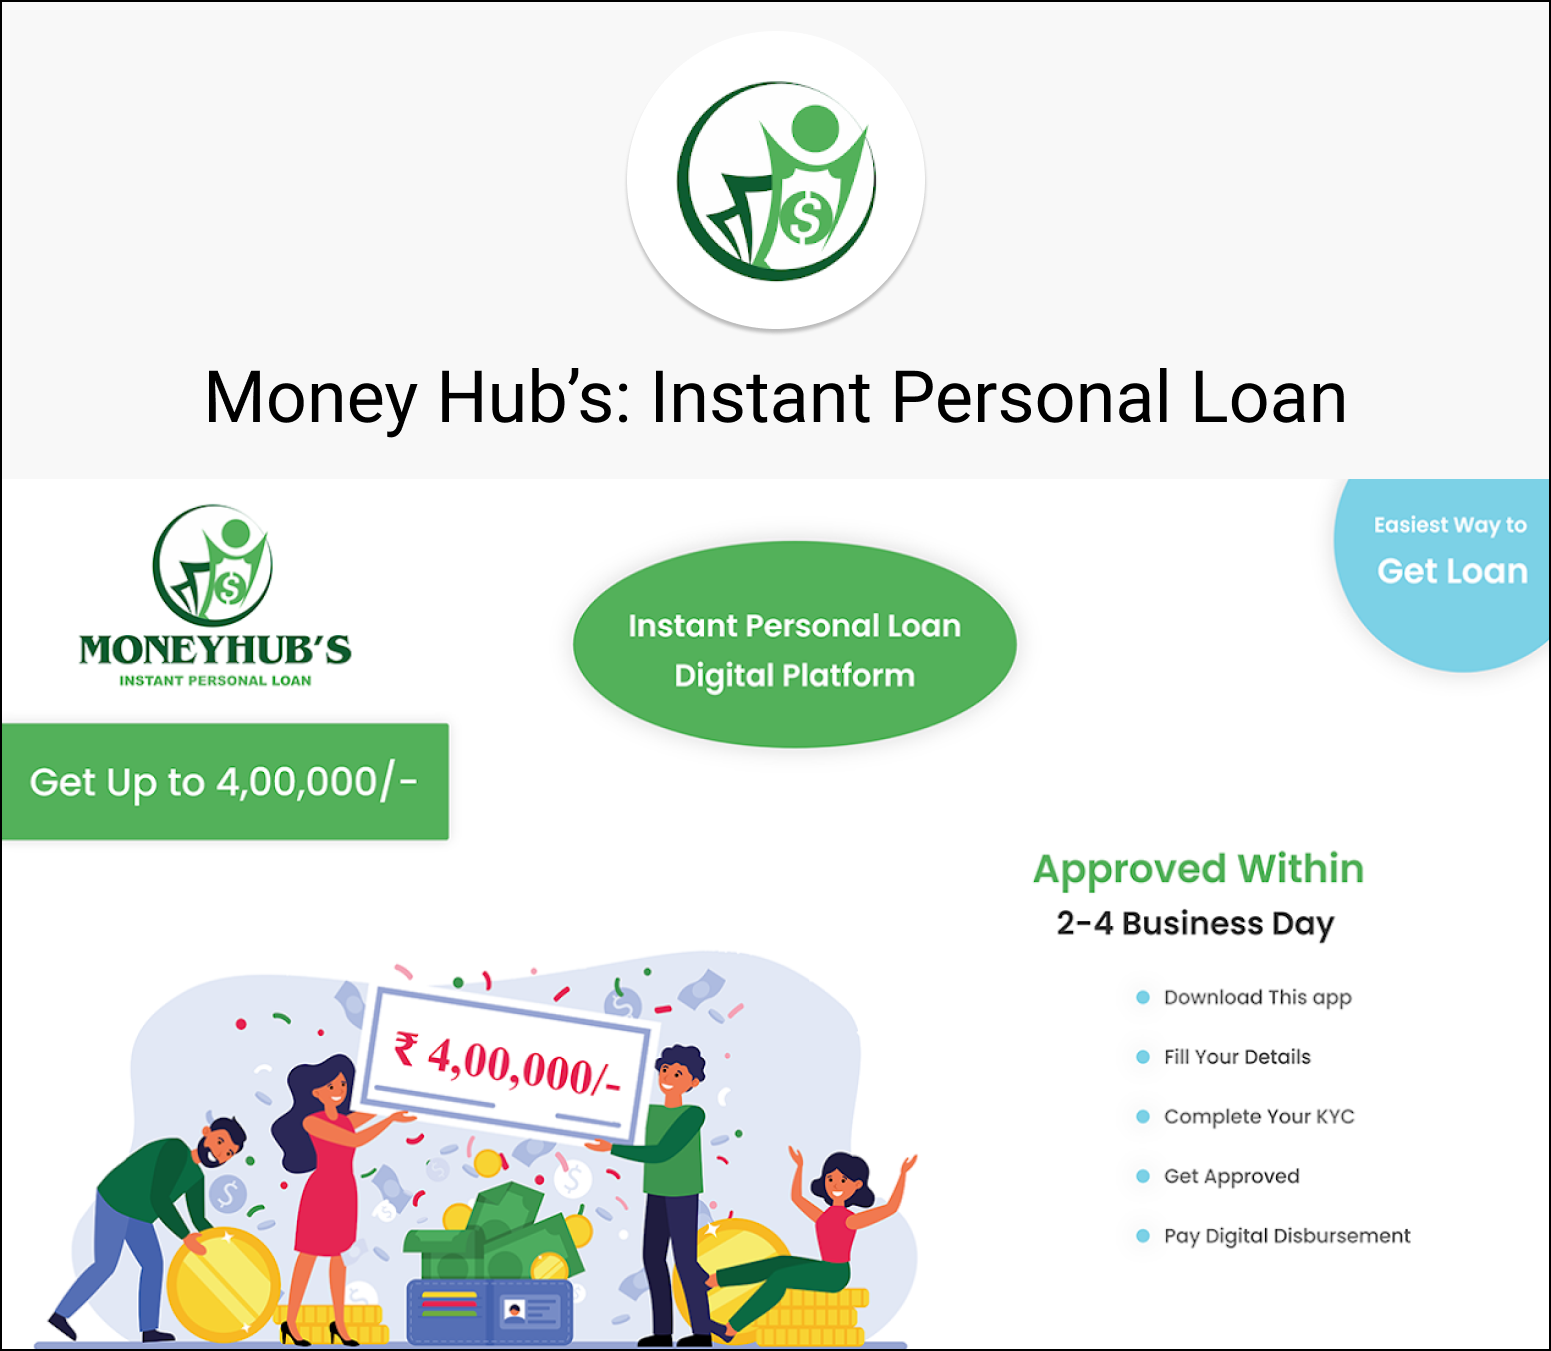 Money Hub’s: Instant Personal Loan
MONEYHUB’S
INSTANT PERSONAL LOAN
Instant Personal Loan
Digital Platform
Easiest Way to
Get Loan
Get Up to 4,00,000/-
Approved Within
2-4 Business Day
Download This app
Fill Your Details
Complete Your KYC
Get Approved
Pay Digital Disbursement
₹ 4,00,000/-